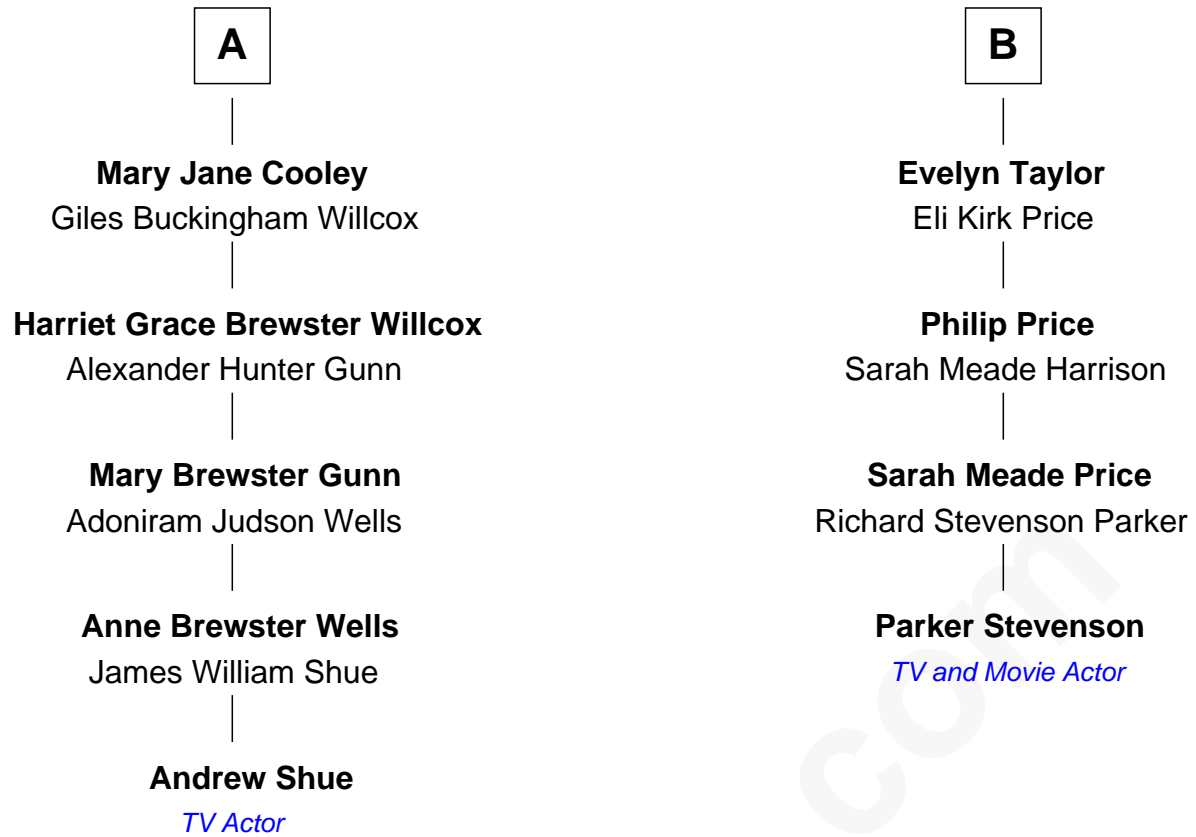 A
Mary Jane Cooley
Giles Buckingham Willcox
Harriet Grace Brewster Willcox
Alexander Hunter Gunn
Mary Brewster Gunn
Adoniram Judson Wells
Anne Brewster Wells
James William Shue
Andrew Shue
TV Actor
B
Evelyn Taylor
Eli Kirk Price
Philip Price
Sarah Meade Harrison
Sarah Meade Price
Richard Stevenson Parker
Parker Stevenson
TV and Movie Actor
com